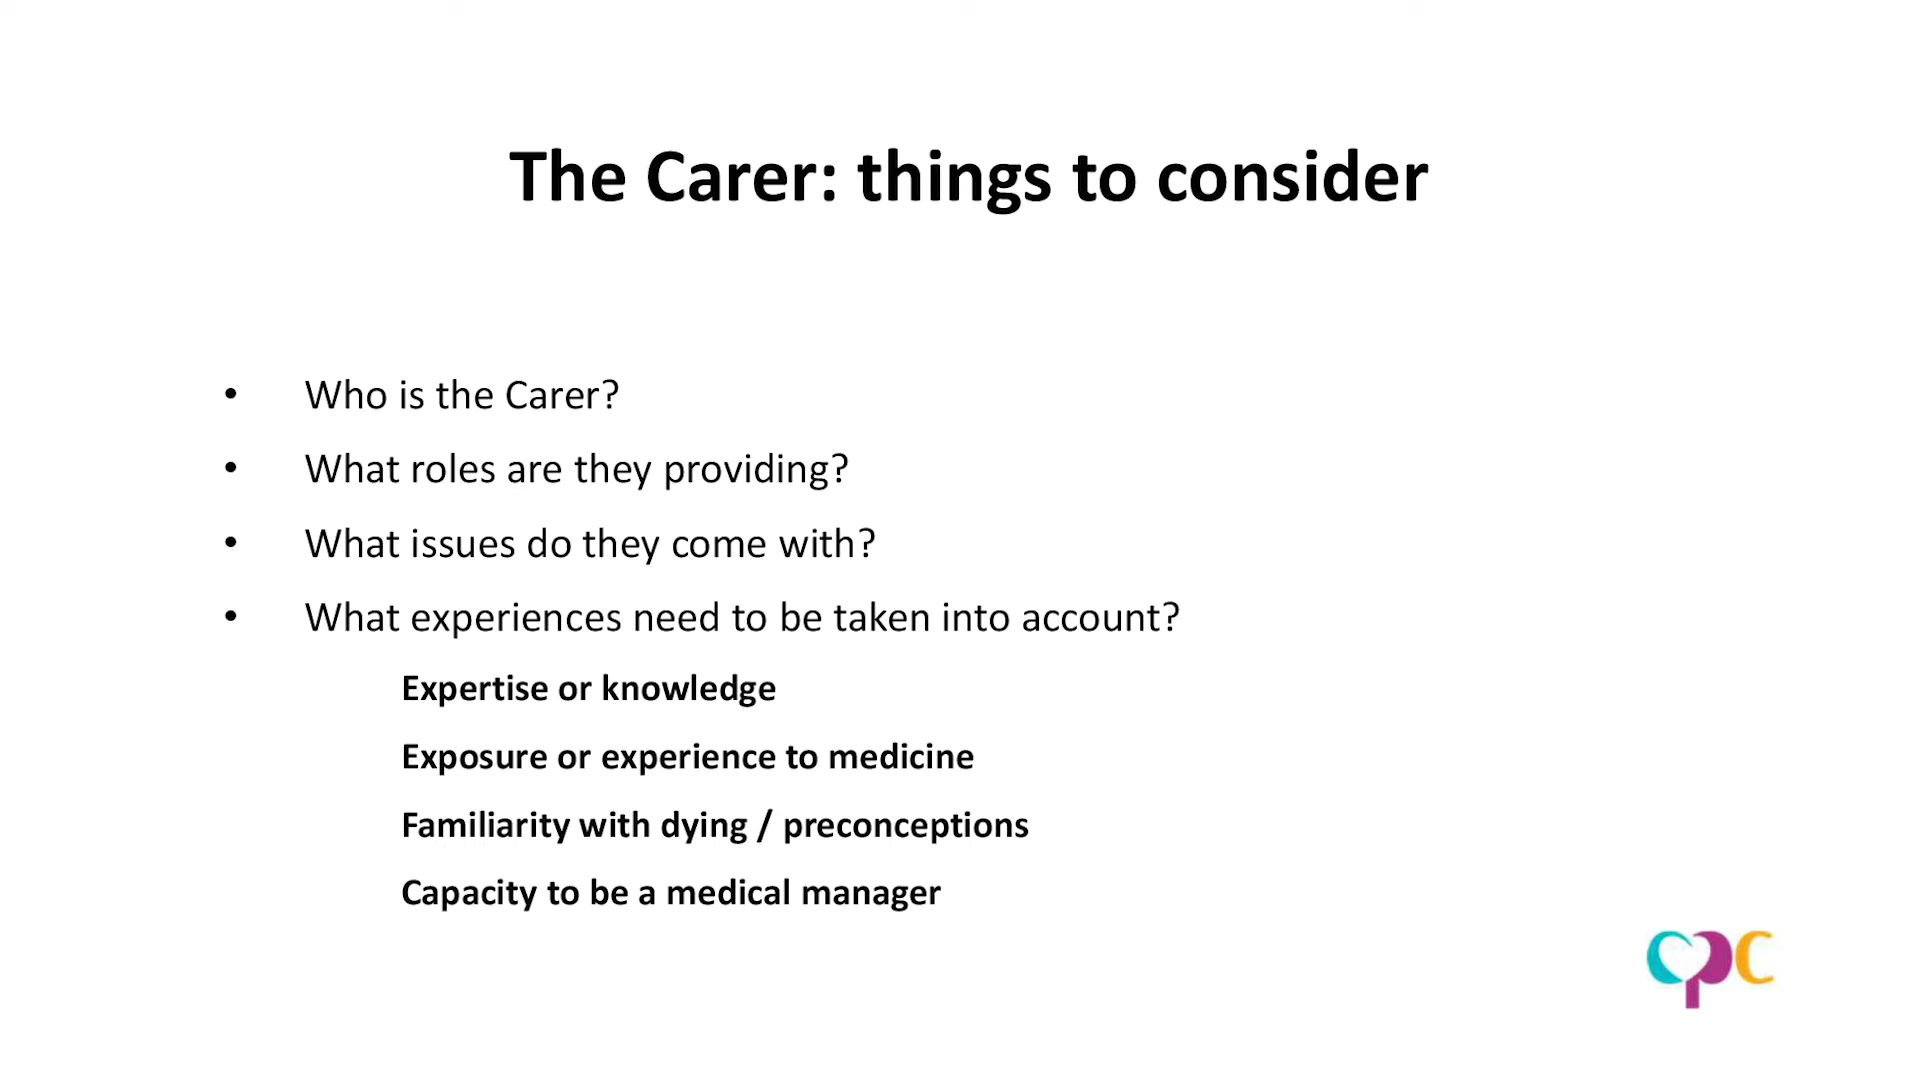 The Carer: things to consider
• Who is the Carer?
• What roles are they providing?
• What issues do they come with?
• What experiences need to be taken into account?
Expertise or knowledge
Exposure or experience to medicine
Familiarity with dying / preconceptions
Capacity to be a medical manager
cpc